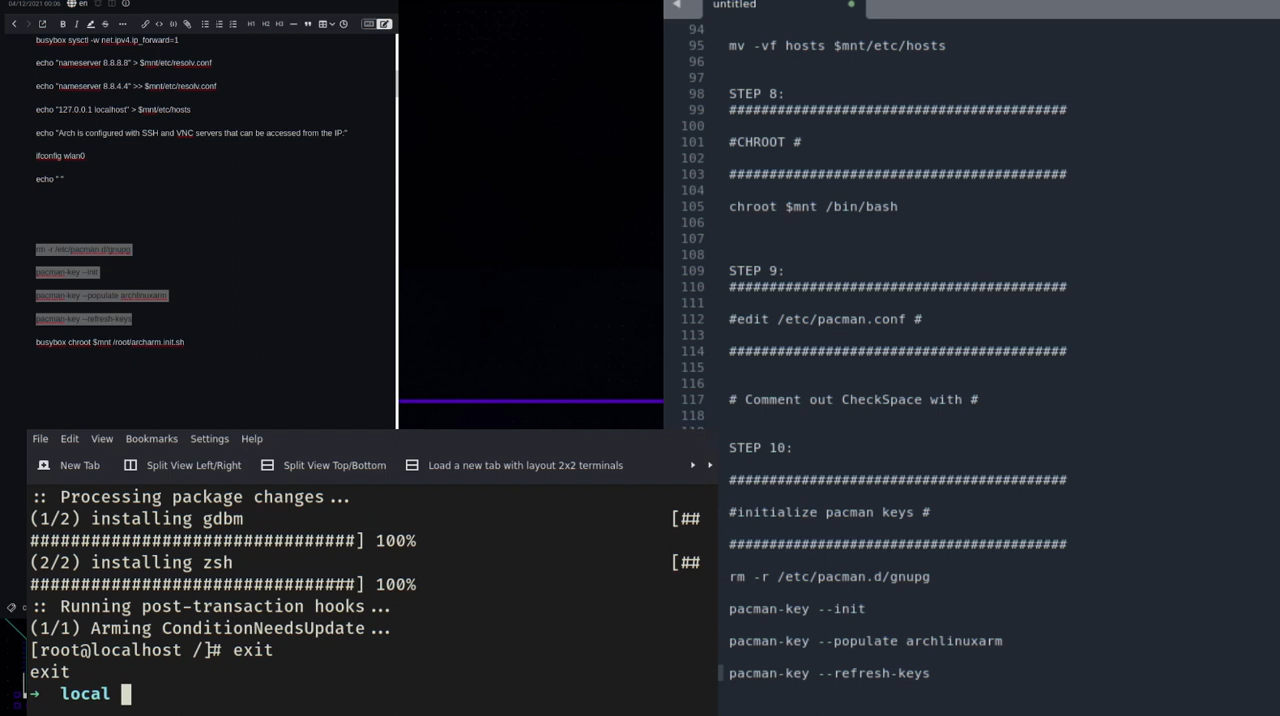 04/12/2021 00:06 en
B I S H1 H2 H3
busybox sysctl -w net.ipv4.ip_forward=1
echo "nameserver 8.8.8.8" > $mnt/etc/resolv.conf
echo "nameserver 8.8.4.4" >> $mnt/etc/resolv.conf
echo "127.0.0.1 localhost" > $mnt/etc/hosts
echo "Arch is configured with SSH and VNC servers that can be accessed from the IP:"
ifconfig wlan0
echo " "
rm -r /etc/pacman.d/gnupg
pacman-key --init
pacman-key --populate archlinuxarm
pacman-key --refresh-keys
busybox chroot $mnt /root/archarm.init.sh
File Edit View Bookmarks Settings Help
New Tab Split View Left/Right Split View Top/Bottom Load a new tab with layout 2x2 terminals
:: Processing package changes...
(1/2) installing gdbm [##
################################] 100%
(2/2) installing zsh [##
################################] 100%
:: Running post-transaction hooks...
(1/1) Arming ConditionNeedsUpdate...
[root@localhost /]# exit
exit
→ local
untitled
94
95 mv -vf hosts $mnt/etc/hosts
96
97
98 STEP 8:
99 ##########################################
100
101 #CHROOT #
102
103 ##########################################
104
105 chroot $mnt /bin/bash
106
107
108
109 STEP 9:
110 ##########################################
111
112 #edit /etc/pacman.conf #
113
114 ##########################################
115
116
117 # Comment out CheckSpace with #
118
STEP 10:
##########################################
#initialize pacman keys #
##########################################
rm -r /etc/pacman.d/gnupg
pacman-key --init
pacman-key --populate archlinuxarm
pacman-key --refresh-keys